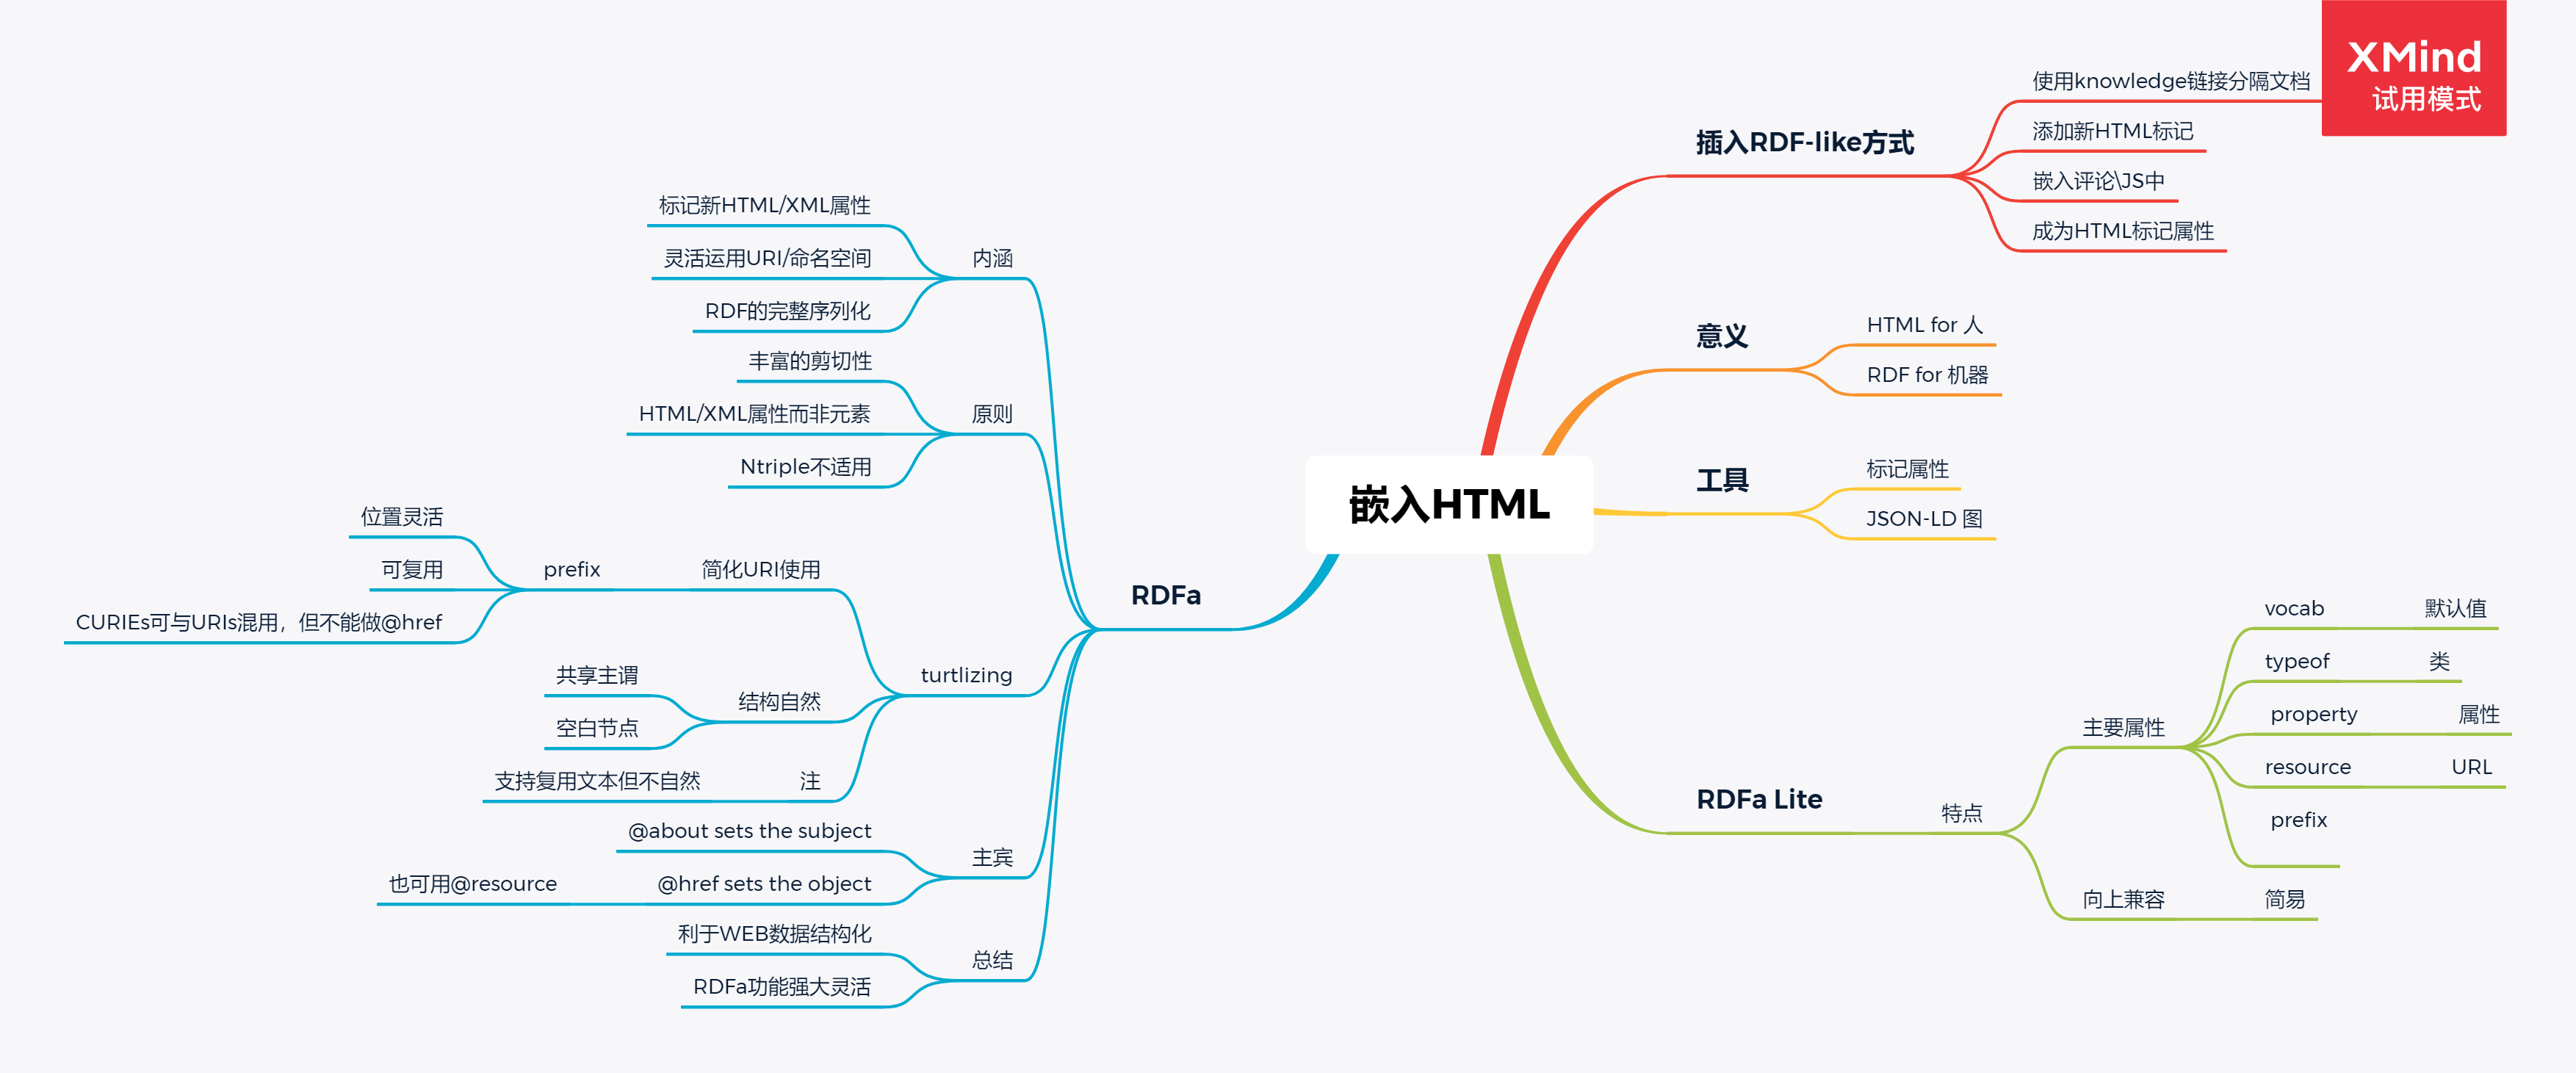 嵌入HTML
插入RDF-like方式
使用knowledge链接分隔文档
添加新HTML标记
嵌入评论\JS中
成为HTML标记属性
意义
HTML for 人
RDF for 机器
工具
标记属性
JSON-LD 图
RDFa Lite
特点
主要属性
vocab
默认值
typeof
类
property
属性
resource
URL
prefix
向上兼容
简易
RDFa
内涵
标记新HTML/XML属性
灵活运用URI/命名空间
RDF的完整序列化
原则
丰富的剪切性
HTML/XML属性而非元素
Ntriple不适用
turtlizing
简化URI使用
prefix
位置灵活
可复用
CURIEs可与URIs混用，但不能做@href
结构自然
共享主谓
空白节点
注
支持复用文本但不自然
主宾
@about sets the subject
@href sets the object
也可用@resource
总结
利于WEB数据结构化
RDFa功能强大灵活
XMind
试用模式